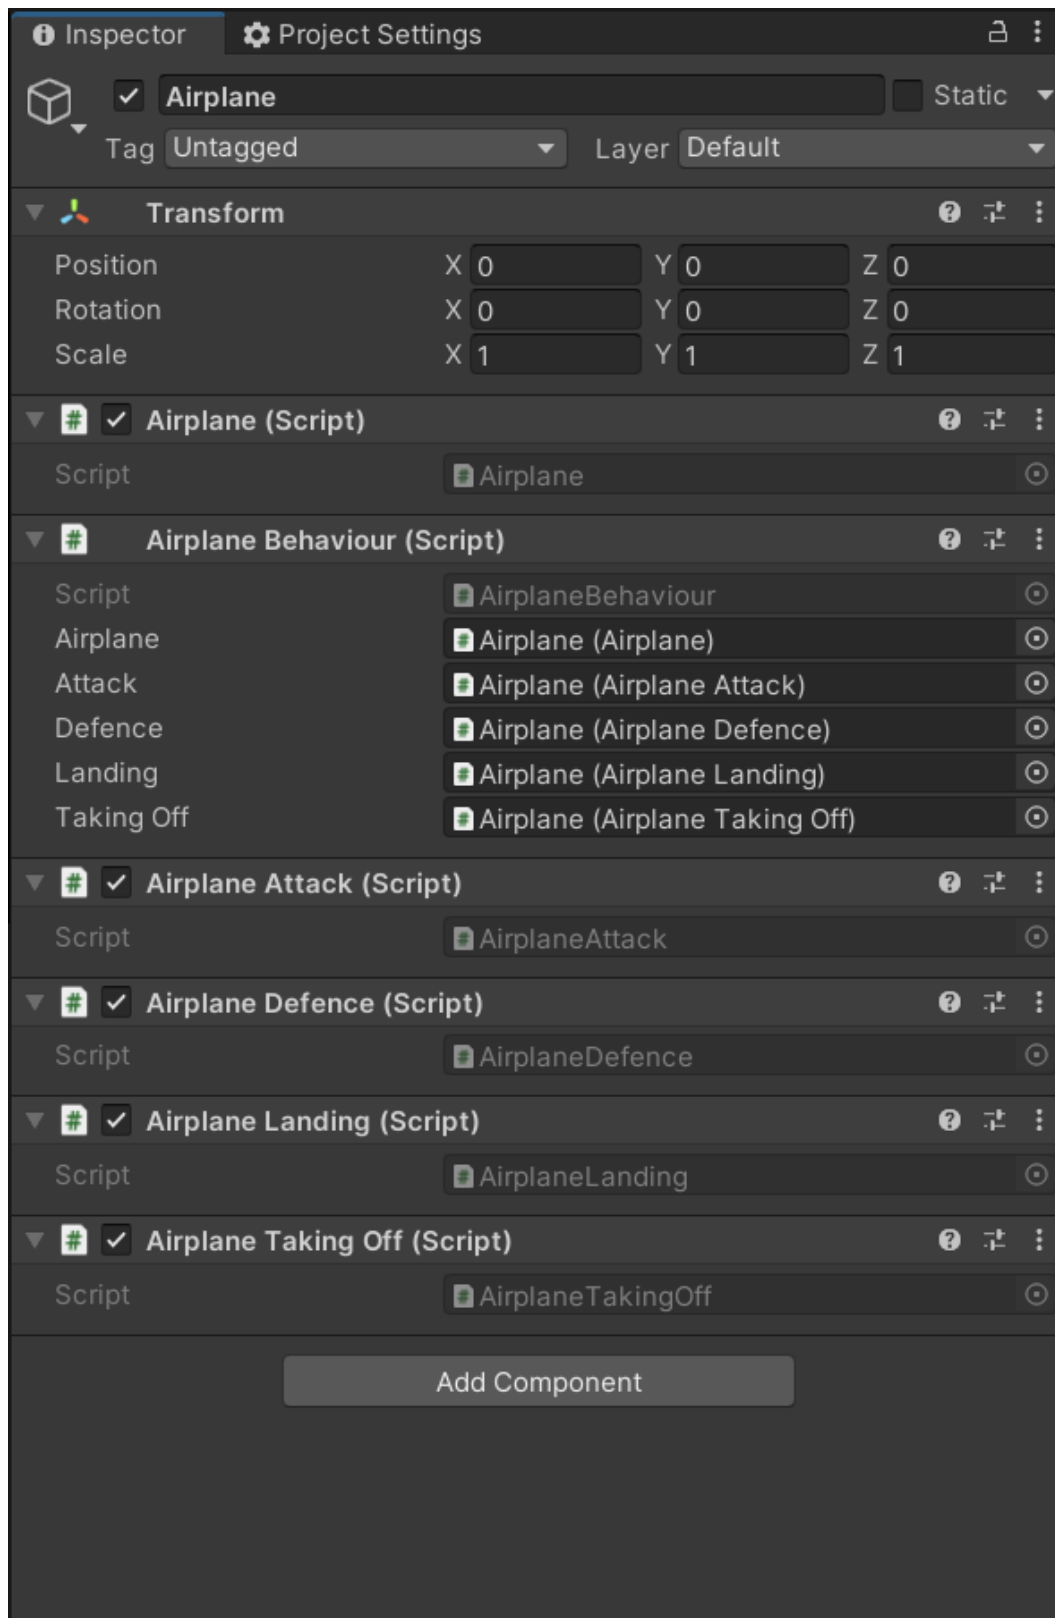 Inspector Project Settings
Airplane Static
Tag Untagged Layer Default
Transform
Position X 0 Y 0 Z 0
Rotation X 0 Y 0 Z 0
Scale X 1 Y 1 Z 1
# Airplane (Script)
Script # Airplane
# Airplane Behaviour (Script)
Script # AirplaneBehaviour
Airplane # Airplane (Airplane)
Attack # Airplane (Airplane Attack)
Defence # Airplane (Airplane Defence)
Landing # Airplane (Airplane Landing)
Taking Off # Airplane (Airplane Taking Off)
# Airplane Attack (Script)
Script # AirplaneAttack
# Airplane Defence (Script)
Script # AirplaneDefence
# Airplane Landing (Script)
Script # AirplaneLanding
# Airplane Taking Off (Script)
Script # AirplaneTakingOff
Add Component